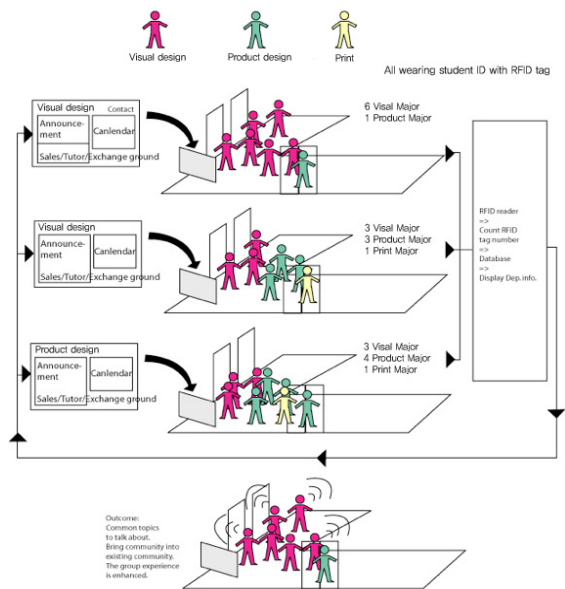 Visual design
Product design
Print
All wearing student ID with RFID tag
Visual design
Contact
Announce-
ment
Canlendar
Sales/Tutor/Exchange ground
6 Visal Major
1 Product Major
Visual design
Announce-
ment
Canlendar
Sales/Tutor/Exchange ground
3 Visal Major
3 Product Major
1 Print Major
Product design
Announce-
ment
Canlendar
Sales/Tutor/Exchange ground
3 Visal Major
4 Product Major
1 Print Major
RFID reader
=>
Count RFID
tag number
=>
Database
=>
Display Dep. info.
Outcome:
Common topics
to talk about.
Bring community into
existing community.
The group experience
is enhanced.